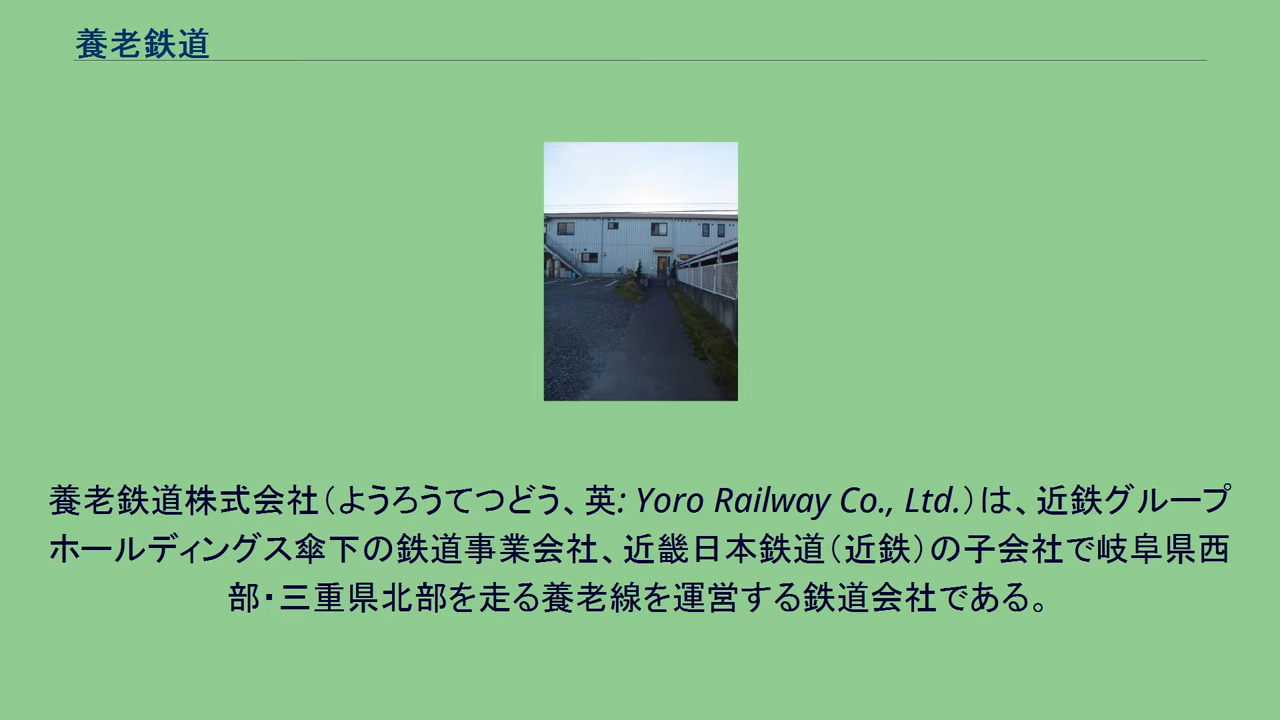 養老鉄道
養老鉄道株式会社（ようろうてつどう、英: Yoro Railway Co., Ltd.）は、近鉄グループ
ホールディングス傘下の鉄道事業会社、近畿日本鉄道（近鉄）の子会社で岐阜県西
部・三重県北部を走る養老線を運営する鉄道会社である。